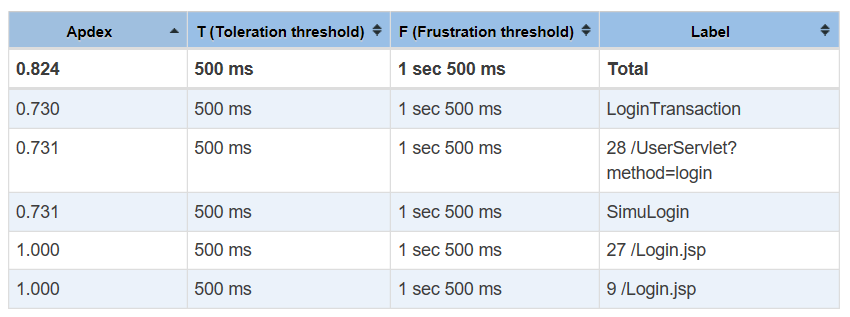 Apdex T (Toleration threshold) F (Frustration threshold) Label
0.824 500 ms 1 sec 500 ms Total
0.730 500 ms 1 sec 500 ms LoginTransaction
0.731 500 ms 1 sec 500 ms 28 /UserServlet?
method=login
0.731 500 ms 1 sec 500 ms SimuLogin
1.000 500 ms 1 sec 500 ms 27 /Login.jsp
1.000 500 ms 1 sec 500 ms 9 /Login.jsp